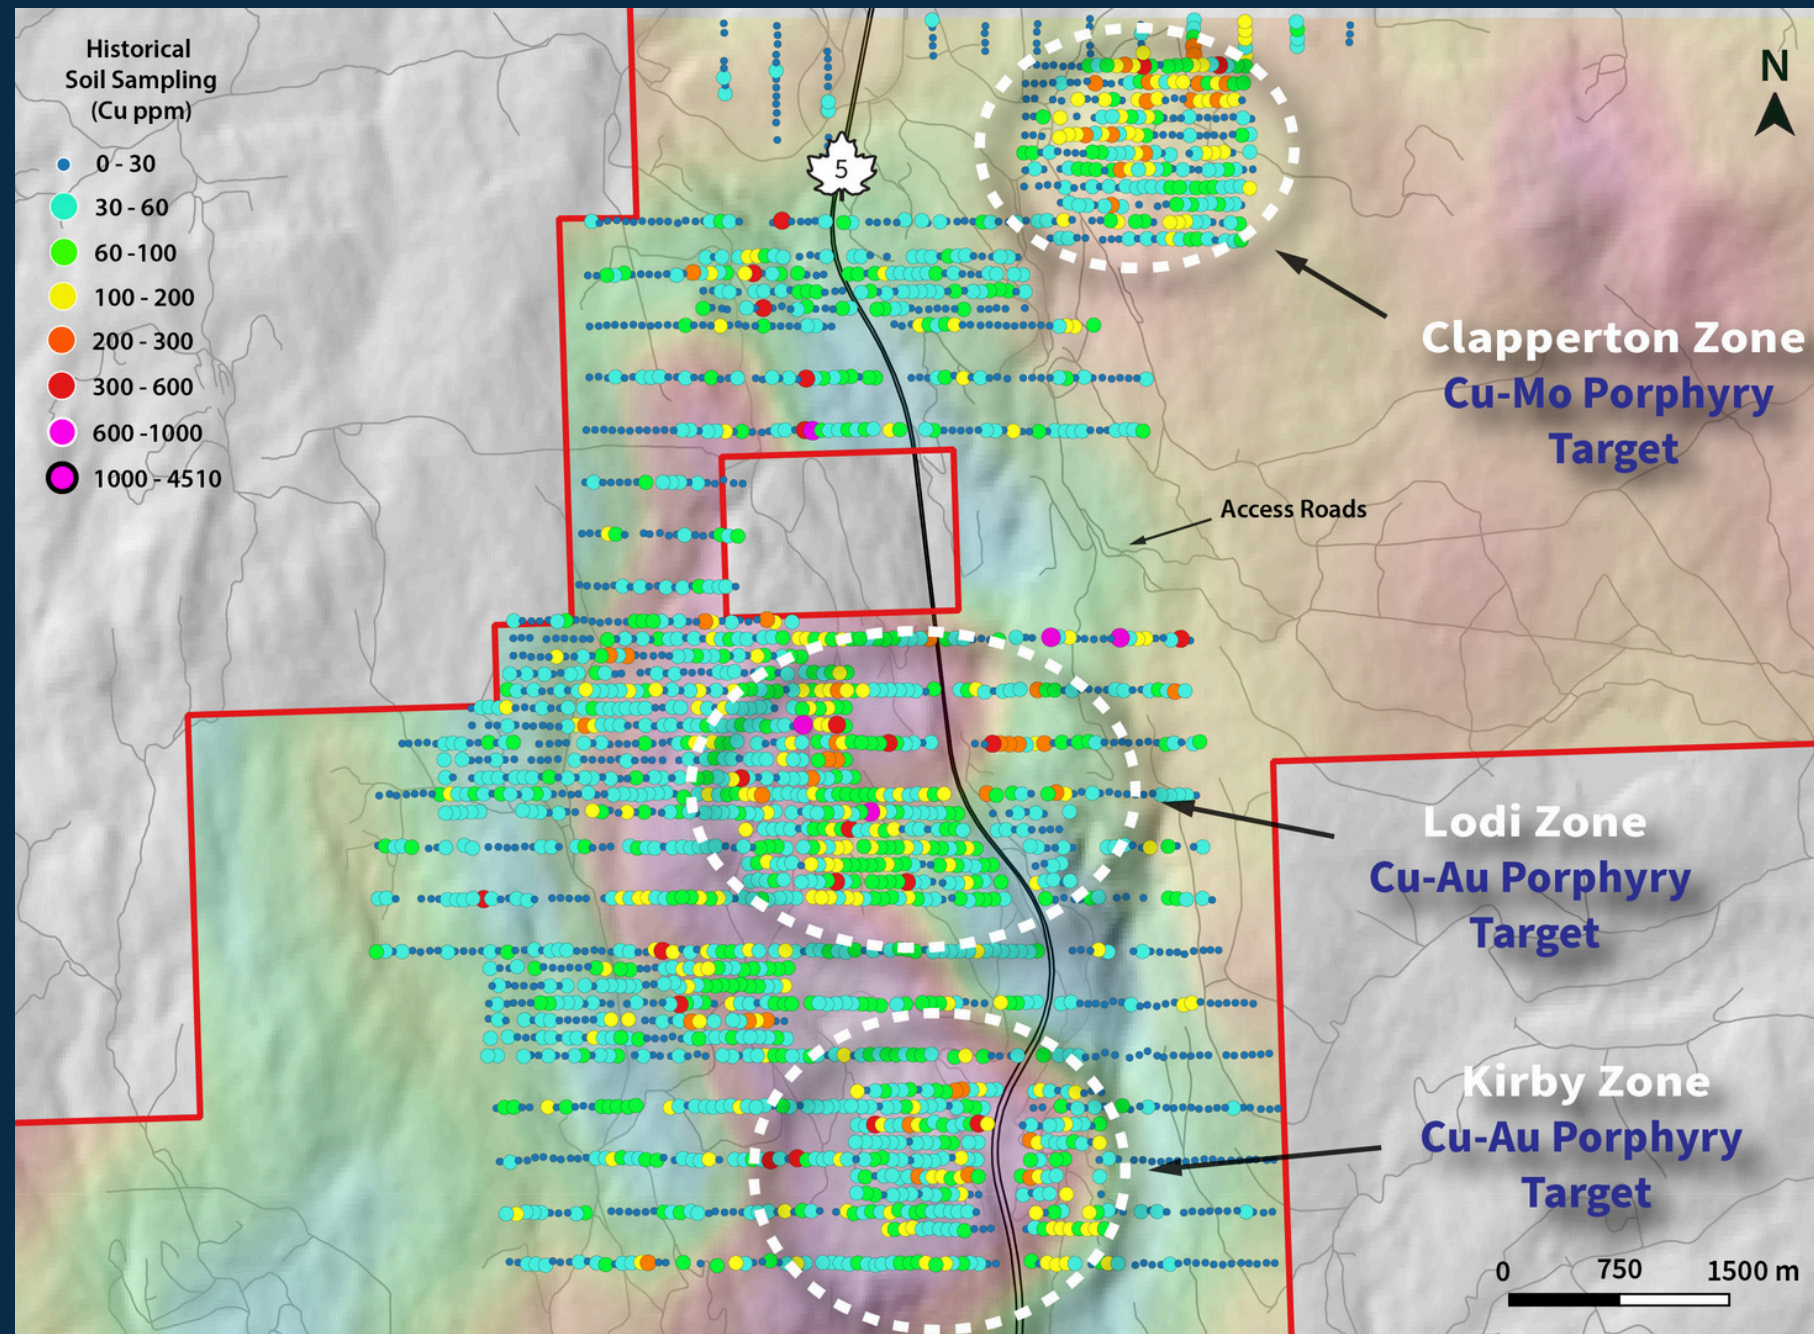 Historical
Soil Sampling
(Cu ppm)
0 - 30
30 - 60
60 -100
100 - 200
200 - 300
300 - 600
600 -1000
1000 - 4510
5
N
Clapperton Zone
Cu-Mo Porphyry
Target
Access Roads
Lodi Zone
Cu-Au Porphyry
Target
Kirby Zone
Cu-Au Porphyry
Target
0 750 1500 m